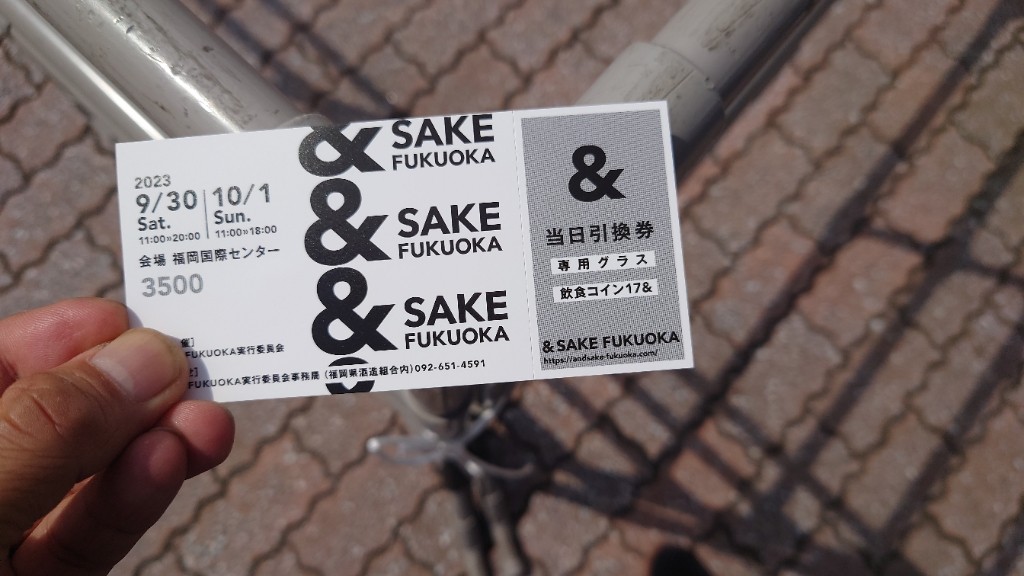 2023
9/30
Sat.
11:00»20:00
10/1
Sun.
11:00»18:00
会場 福岡国際センター
3500
催]
FUKUOKA実行委員会
]
FUKUOKA実行委員会事務局 (福岡県酒造組合内)092-651-4591
& SAKE
FUKUOKA
& SAKE
FUKUOKA
& SAKE
FUKUOKA
&
&
当日引換券
専用グラス
飲食コイン17&
& SAKE FUKUOKA
https://andsake-fukuoka.com/